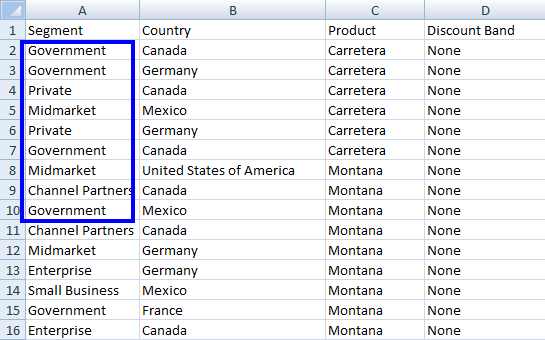 A B C D
1 Segment Country Product Discount Band
2 Government Canada Carretera None
3 Government Germany Carretera None
4 Private Canada Carretera None
5 Midmarket Mexico Carretera None
6 Private Germany Carretera None
7 Government Canada Carretera None
8 Midmarket United States of America Montana None
9 Channel Partners Canada Montana None
10 Government Mexico Montana None
11 Channel Partners Canada Montana None
12 Midmarket Germany Montana None
13 Enterprise Germany Montana None
14 Small Business Mexico Montana None
15 Government France Montana None
16 Enterprise Canada Montana None